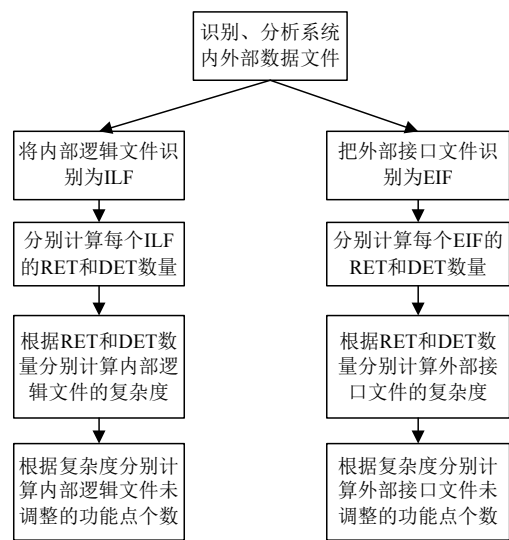 识别、分析系统
内外部数据文件
将内部逻辑文件识
别为ILF
把外部接口文件识
别为EIF
分别计算每个ILF
的RET和DET数量
分别计算每个EIF的
RET和DET数量
根据RET和DET数
量分别计算内部逻
辑文件的复杂度
根据RET和DET数
量分别计算外部接
口文件的复杂度
根据复杂度分别计
算内部逻辑文件未
调整的功能点个数
根据复杂度分别计
算外部接口文件未
调整的功能点个数